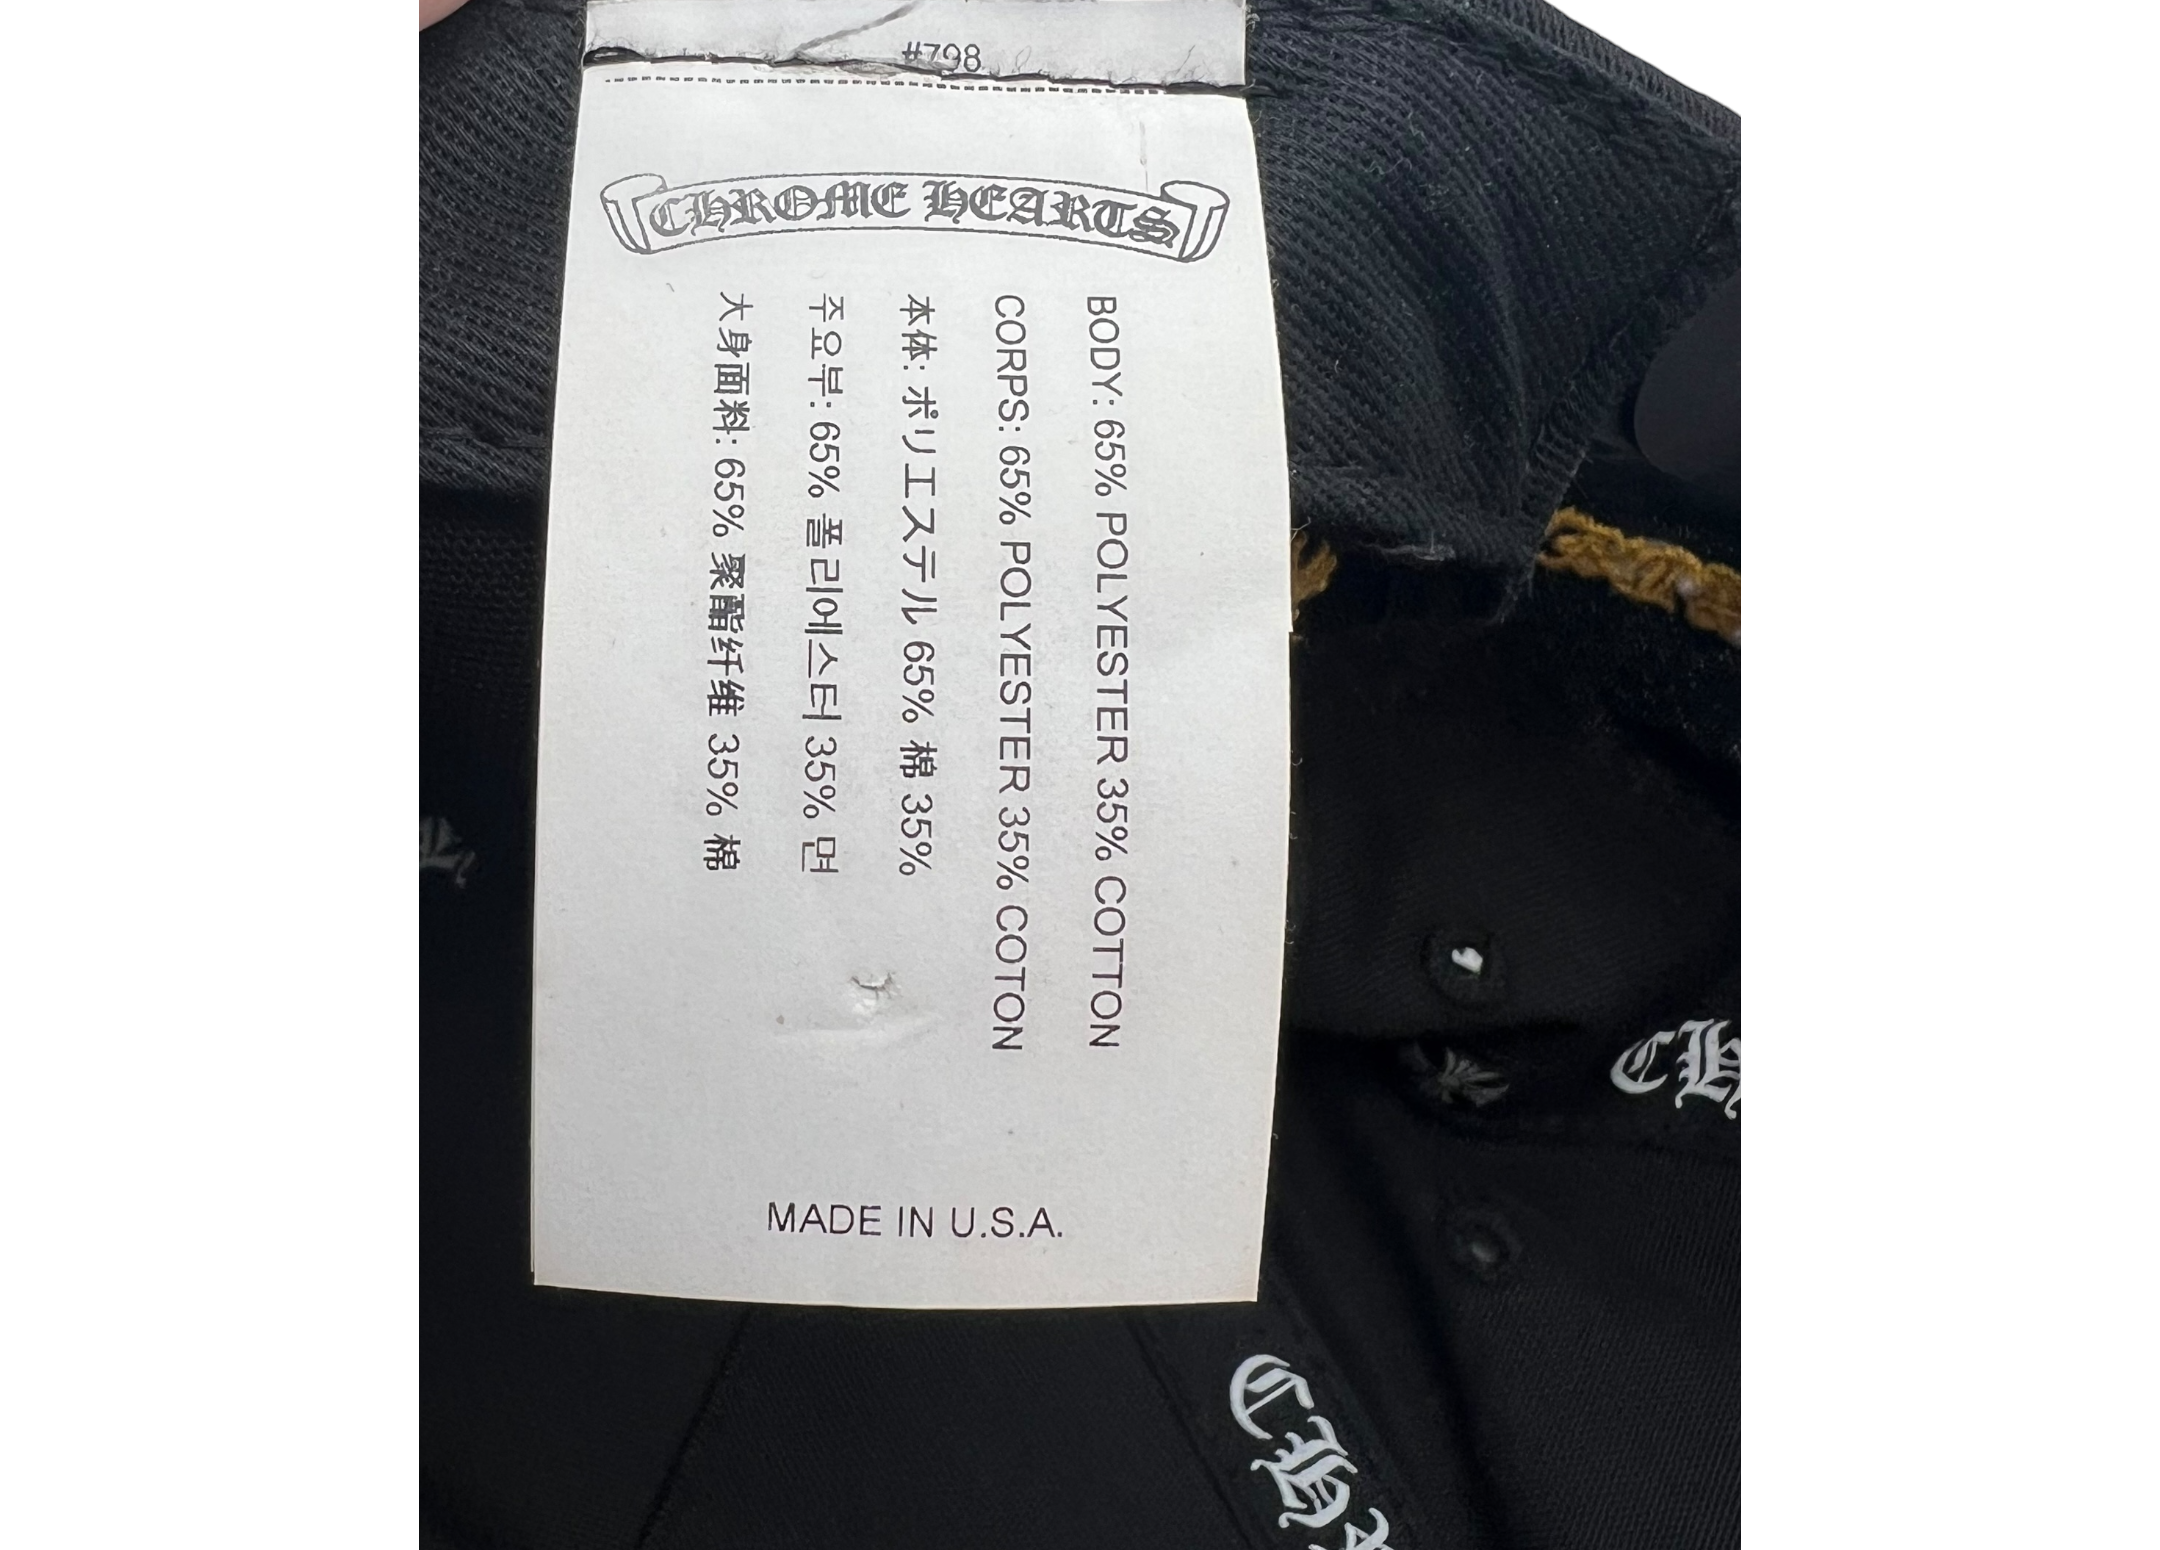 #798
CHROME HEARTS
BODY: 65% POLYESTER 35% COTTON
CORPS: 65% POLYESTER 35% COTON
本体: ポリエステル 65% 棉 35%
주요부: 65% 폴리에스터 35% 면
大身面料: 65% 聚酯纤维 35% 棉
MADE IN U.S.A.
CH
CH